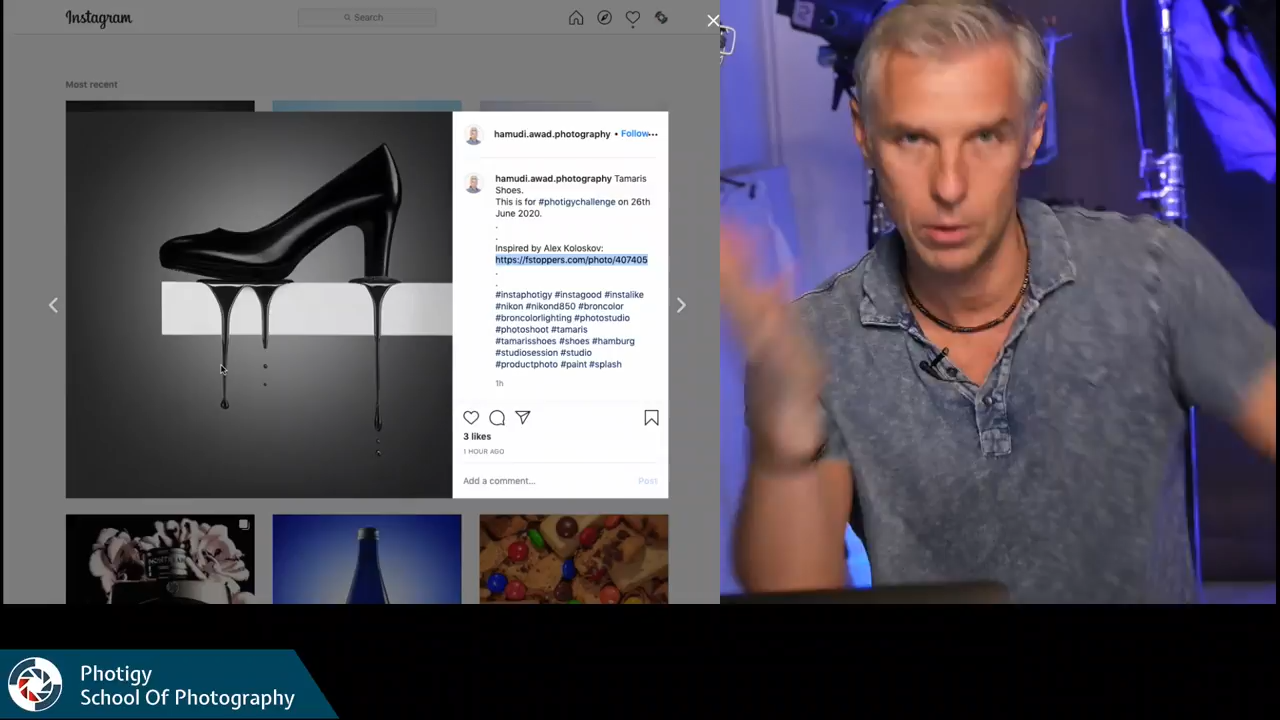 Instagram
Search
Most recent
hamudi.awad.photography • Follow
hamudi.awad.photography Tamaris
Shoes.
This is for #photigychallenge on 26th
June 2020.
.
.
Inspired by Alex Koloskov:
https://fstoppers.com/photo/407405
.
.
#instaphotigy #instagood #instalike
#nikon #nikond850 #broncolor
#broncolorlighting #photostudio
#photoshoot #tamaris
#tamarisshoes #shoes #hamburg
#studiosession #studio
#productphoto #paint #splash
1h
3 likes
1 HOUR AGO
Add a comment...
Post
Photigy
School Of Photography